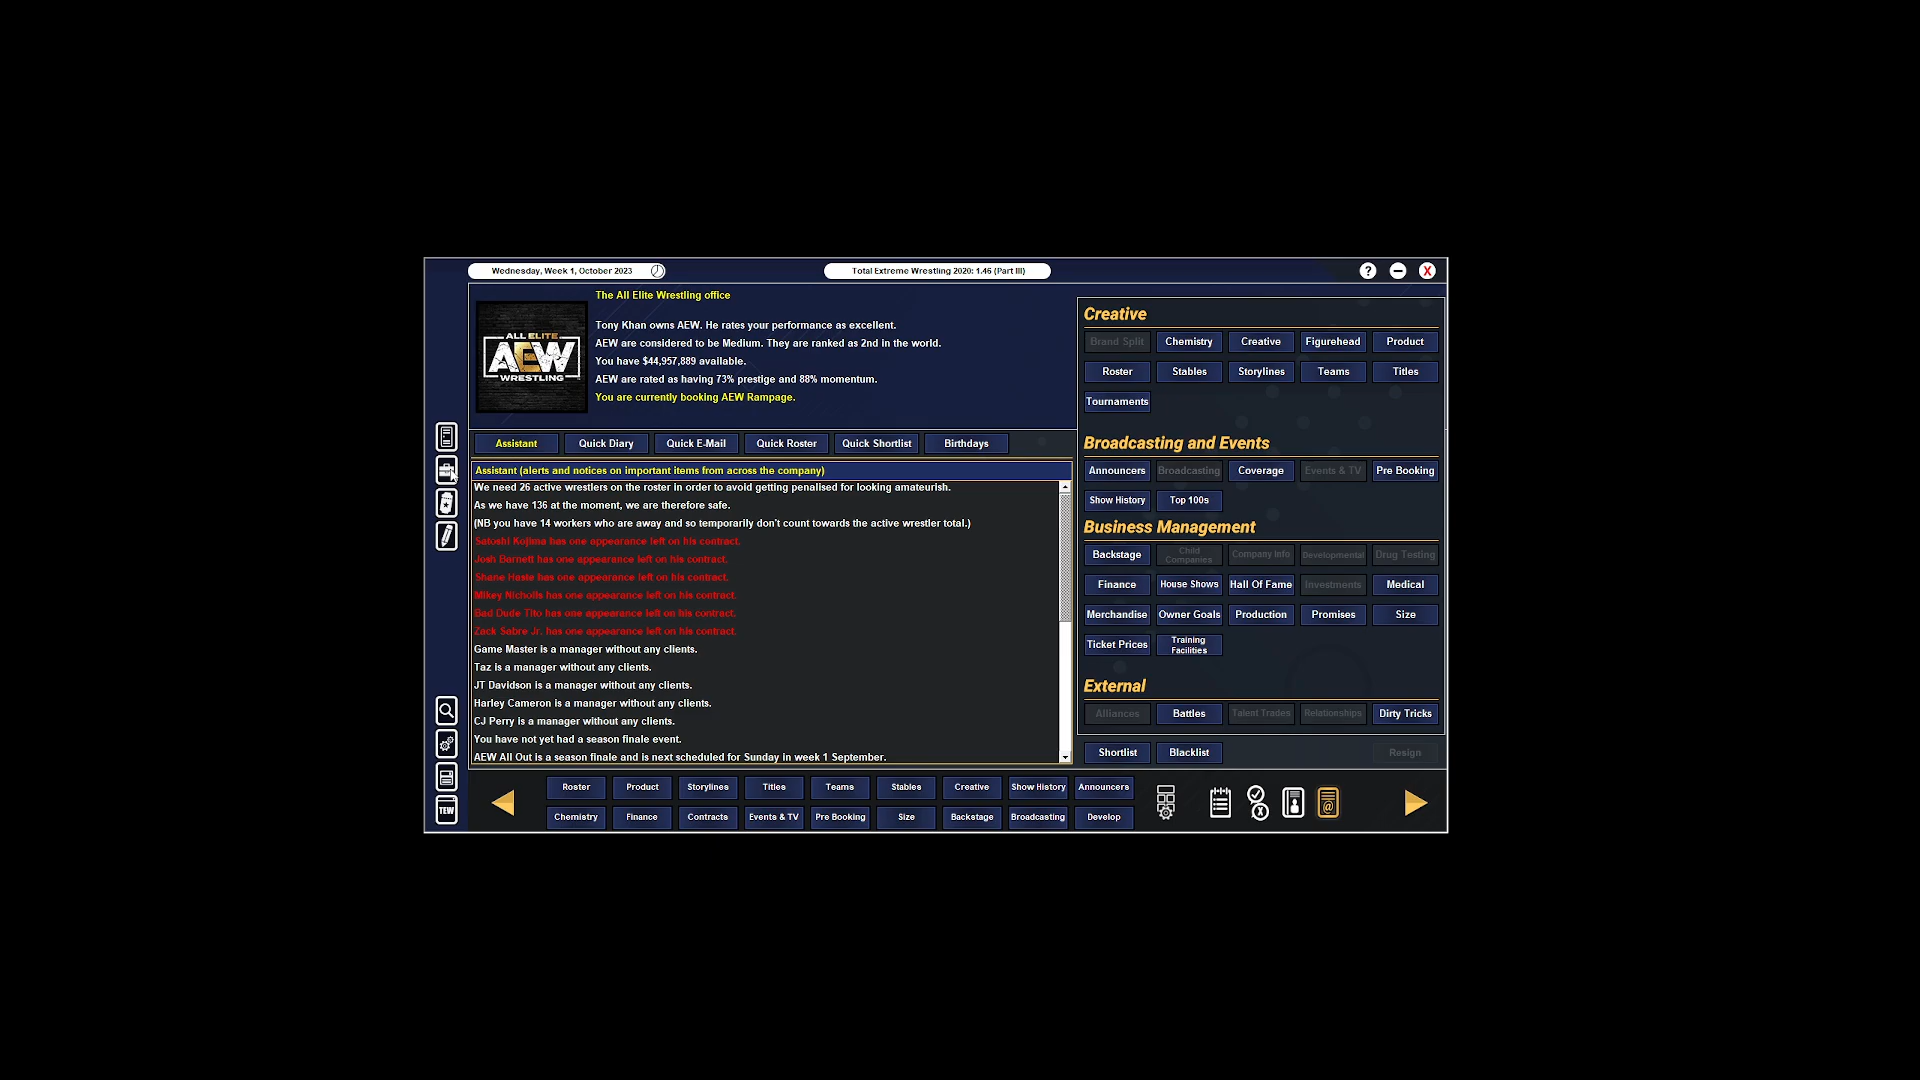 Wednesday, Week 1, October 2023
Total Extreme Wrestling 2020: 1.46 (Part III)
?
X
The All Elite Wrestling office
ALL ELITE
AEW
WRESTLING
Tony Khan owns AEW. He rates your performance as excellent.
AEW are considered to be Medium. They are ranked as 2nd in the world.
You have $44,957,889 available.
AEW are rated as having 73% prestige and 88% momentum.
You are currently booking AEW Rampage.
Assistant Quick Diary Quick E-Mail Quick Roster Quick Shortlist Birthdays
Assistant (alerts and notices on important items from across the company)
We need 26 active wrestlers on the roster in order to avoid getting penalised for looking amateurish.
As we have 136 at the moment, we are therefore safe.
(NB you have 14 workers who are away and so temporarily don't count towards the active wrestler total.)
Satoshi Kojima has one appearance left on his contract.
Josh Barnett has one appearance left on his contract.
Shane Haste has one appearance left on his contract.
Mikey Nicholls has one appearance left on his contract.
Bad Dude Tito has one appearance left on his contract.
Zack Sabre Jr. has one appearance left on his contract.
Game Master is a manager without any clients.
Taz is a manager without any clients.
JT Davidson is a manager without any clients.
Harley Cameron is a manager without any clients.
CJ Perry is a manager without any clients.
You have not yet had a season finale event.
AEW All Out is a season finale and is next scheduled for Sunday in week 1 September.
Creative
Brand Split Chemistry Creative Figurehead Product
Roster Stables Storylines Teams Titles
Tournaments
Broadcasting and Events
Announcers Broadcasting Coverage Events & TV Pre Booking
Show History Top 100s
Business Management
Backstage Child Companies Company Info Developmental Drug Testing
Finance House Shows Hall Of Fame Investments Medical
Merchandise Owner Goals Production Promises Size
Ticket Prices Training Facilities
External
Alliances Battles Talent Trades Relationships Dirty Tricks
Shortlist Blacklist Resign
TEW
Roster Product Storylines Titles Teams Stables Creative Show History Announcers
Chemistry Finance Contracts Events & TV Pre Booking Size Backstage Broadcasting Develop